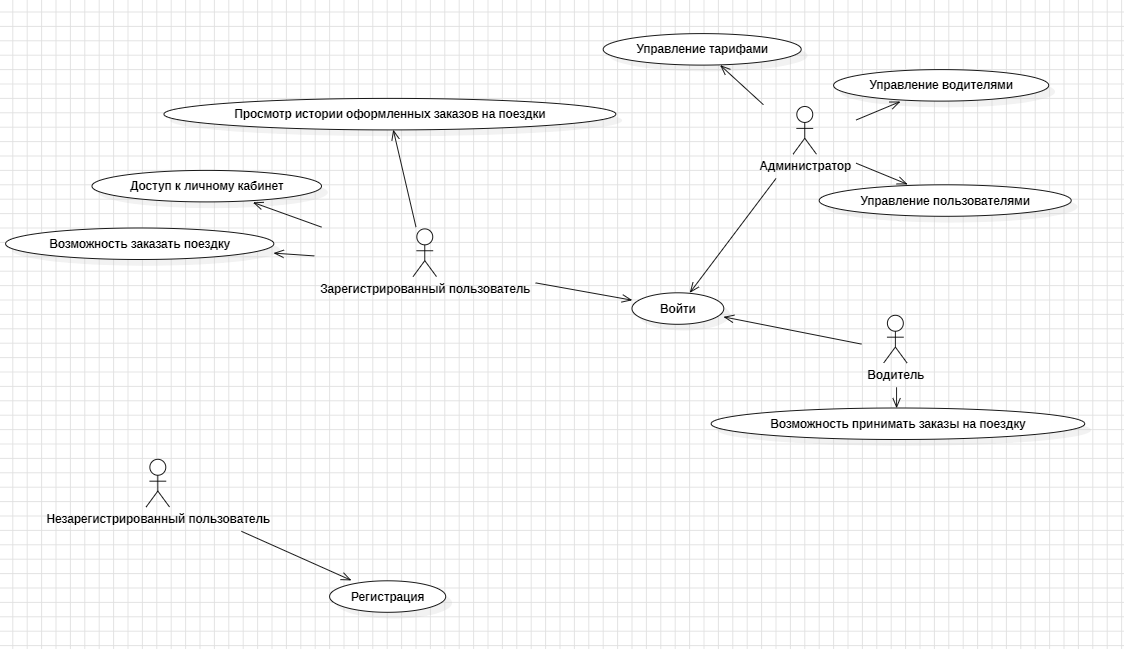 Управление тарифами
Управление водителями
Просмотр истории оформленных заказов на поездки
Администратор
Доступ к личному кабинет
Управление пользователями
Возможность заказать поездку
Зарегистрированный пользователь
Войти
Водитель
Возможность принимать заказы на поездку
Незарегистрированный пользователь
Регистрация